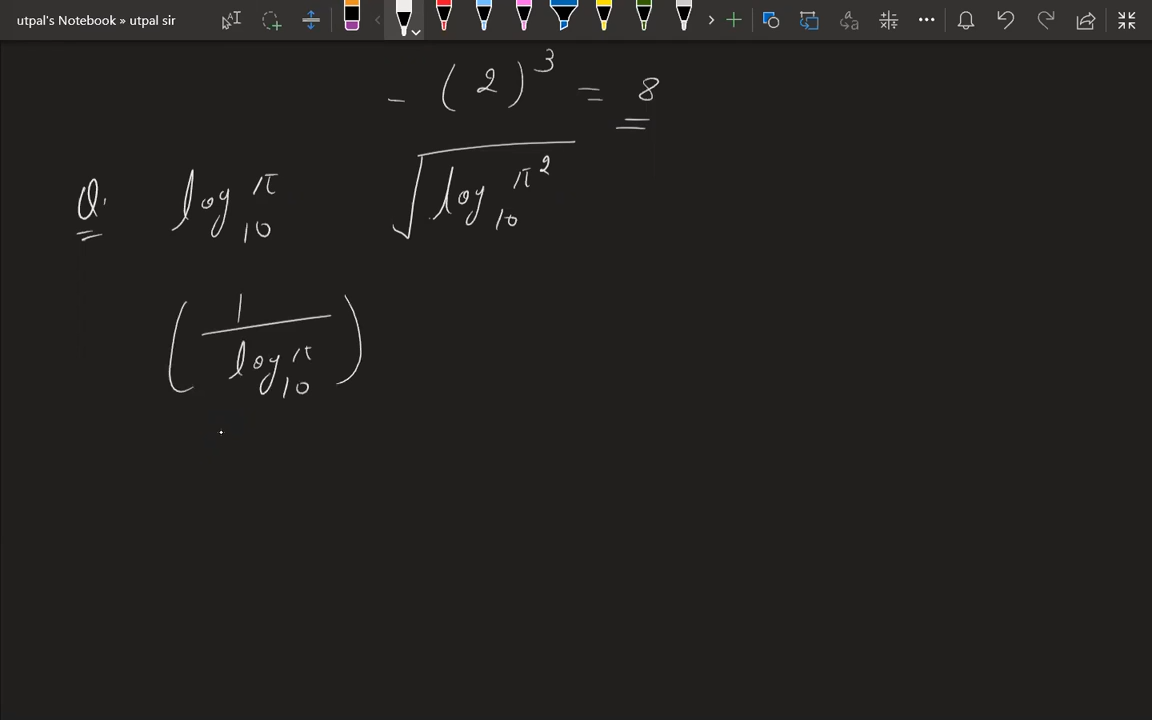 utpal's Notebook » utpal sir
- (2)^3 = 8
Q. log_10 π √(log_10 π^2)
(1 / log_10 π)